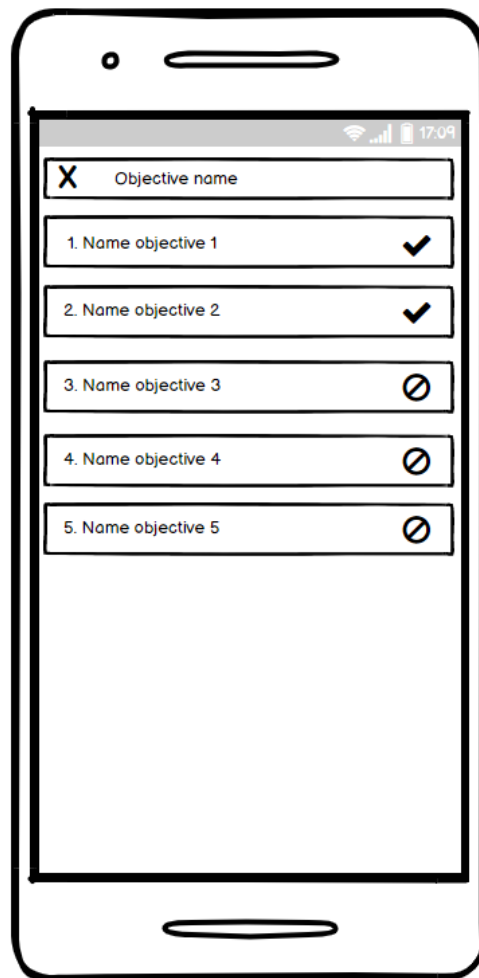 17:09
X Objective name
1. Name objective 1
2. Name objective 2
3. Name objective 3
4. Name objective 4
5. Name objective 5